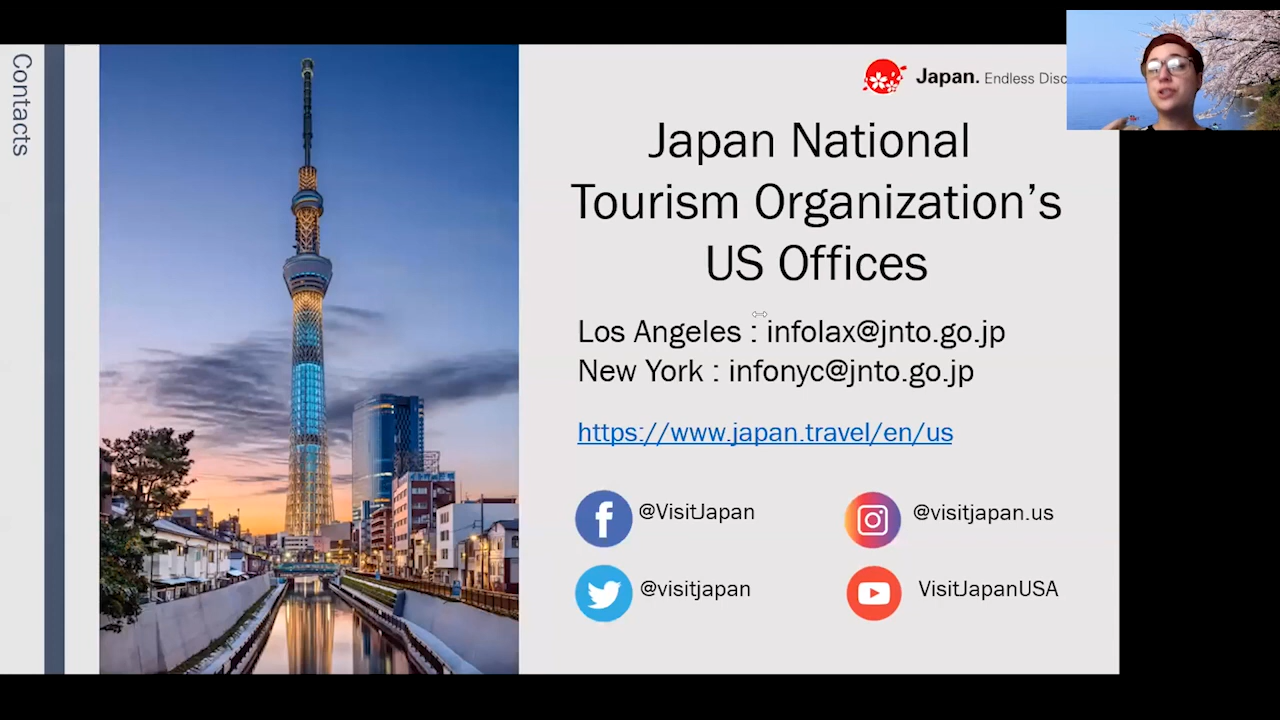 Contacts
Japan. Endless Disc
Japan National
Tourism Organization’s
US Offices
Los Angeles : infolax@jnto.go.jp
New York : infonyc@jnto.go.jp
https://www.japan.travel/en/us
@VisitJapan
@visitjapan.us
@visitjapan
VisitJapanUSA